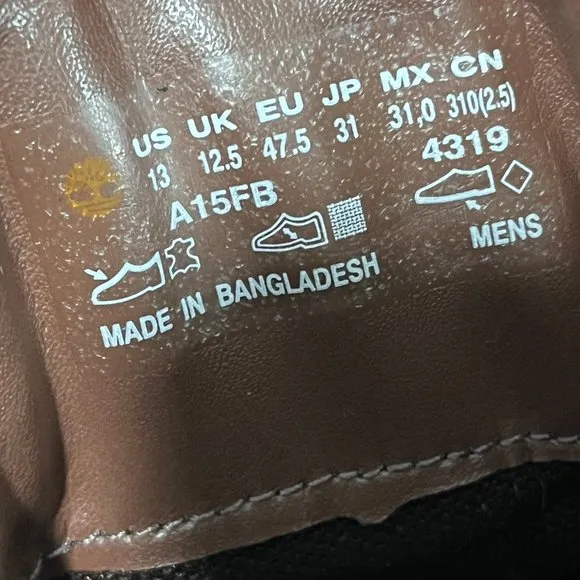 US UK EU JP MX CN
13 12.5 47.5 31 31,0 310(2.5)
A15FB 4319
MENS
MADE IN BANGLADESH